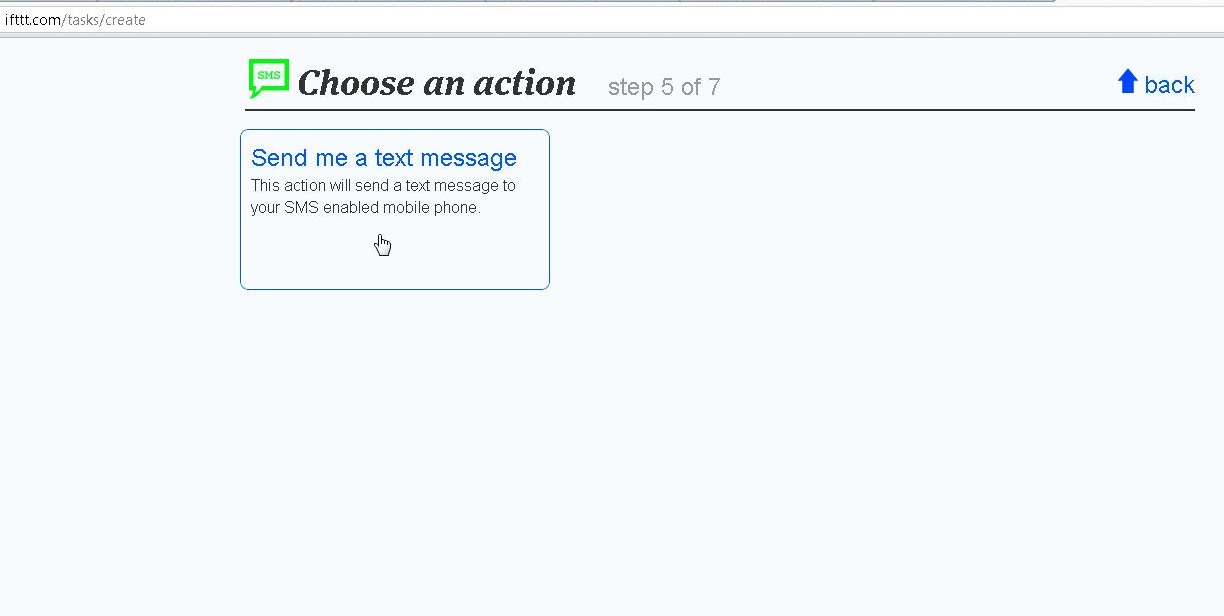 ifttt.com/tasks/create
SMS Choose an action step 5 of 7 back
Send me a text message
This action will send a text message to
your SMS enabled mobile phone.